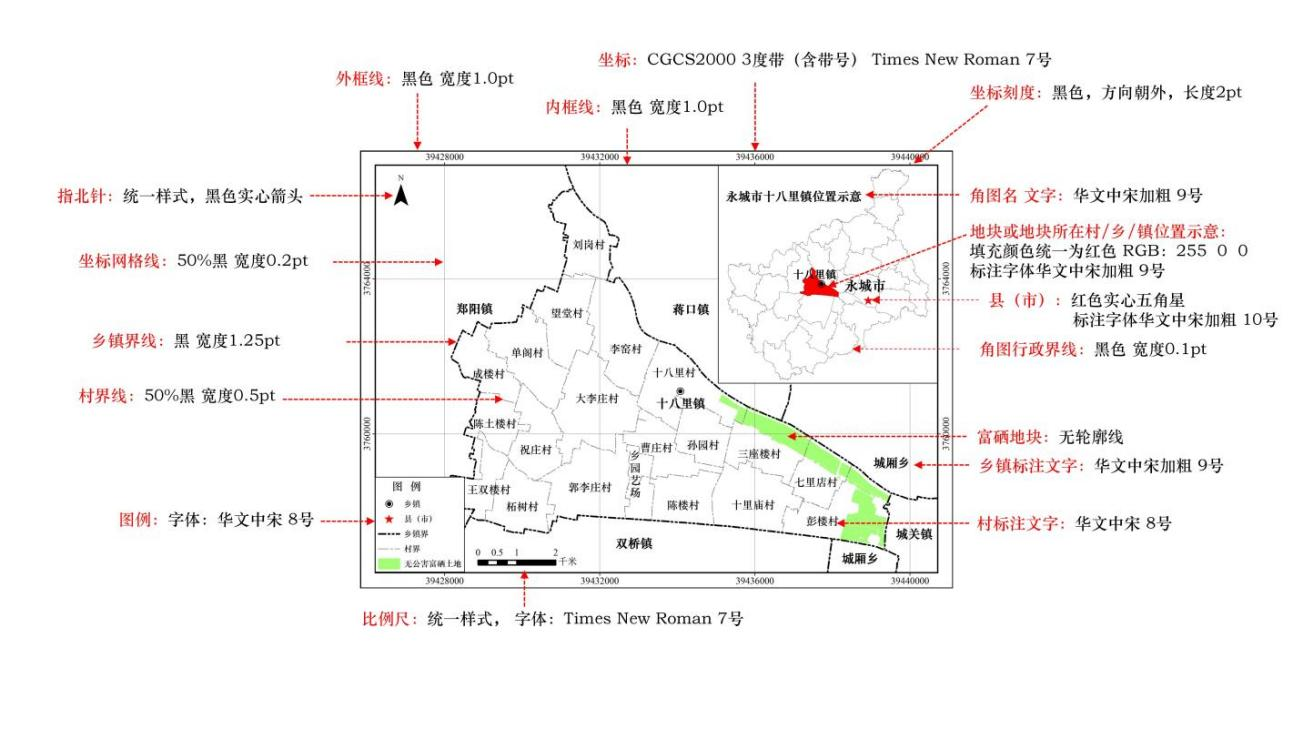 坐标：CGCS2000 3度带（含带号） Times New Roman 7号
外框线：黑色 宽度1.0pt
内框线：黑色 宽度1.0pt
坐标刻度：黑色，方向朝外，长度2pt
39428000
39432000
39436000
39440000
指北针：统一样式，黑色实心箭头
N
永城市十八里镇位置示意
角图名 文字：华文中宋加粗 9号
地块或地块所在村/乡/镇位置示意：
填充颜色统一为红色 RGB：255 0 0
标注字体华文中宋加粗 9号
刘岗村
坐标网格线：50%黑 宽度0.2pt
3764000
3764000
十八里镇
永城市
县（市）：红色实心五角星
标注字体华文中宋加粗 10号
郑阳镇
望堂村
蒋口镇
乡镇界线：黑 宽度1.25pt
单阁村
李窑村
角图行政界线：黑色 宽度0.1pt
成楼村
十八里村
村界线：50%黑 宽度0.5pt
大李庄村
十八里镇
陈土楼村
3760000
3760000
富硒地块：无轮廓线
祝庄村
曹庄村
孙园村
三座楼村
乡园艺场
城厢乡
乡镇标注文字：华文中宋加粗 9号
图 例
王双楼村
郭李庄村
七里店村
乡镇
柘树村
陈楼村
十里庙村
图例：字体：华文中宋 8号
县（市）
彭楼村
村标注文字：华文中宋 8号
乡镇界
城关镇
双桥镇
村界
0 0.5 1 2
千米
城厢乡
无公害富硒土地
39428000
39432000
39436000
39440000
比例尺：统一样式， 字体：Times New Roman 7号